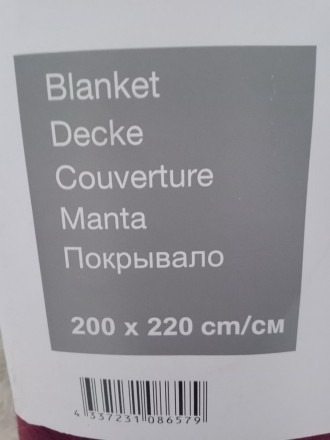 Blanket
Decke
Couverture
Manta
Покрывало
200 x 220 cm/см
4 337231 086579